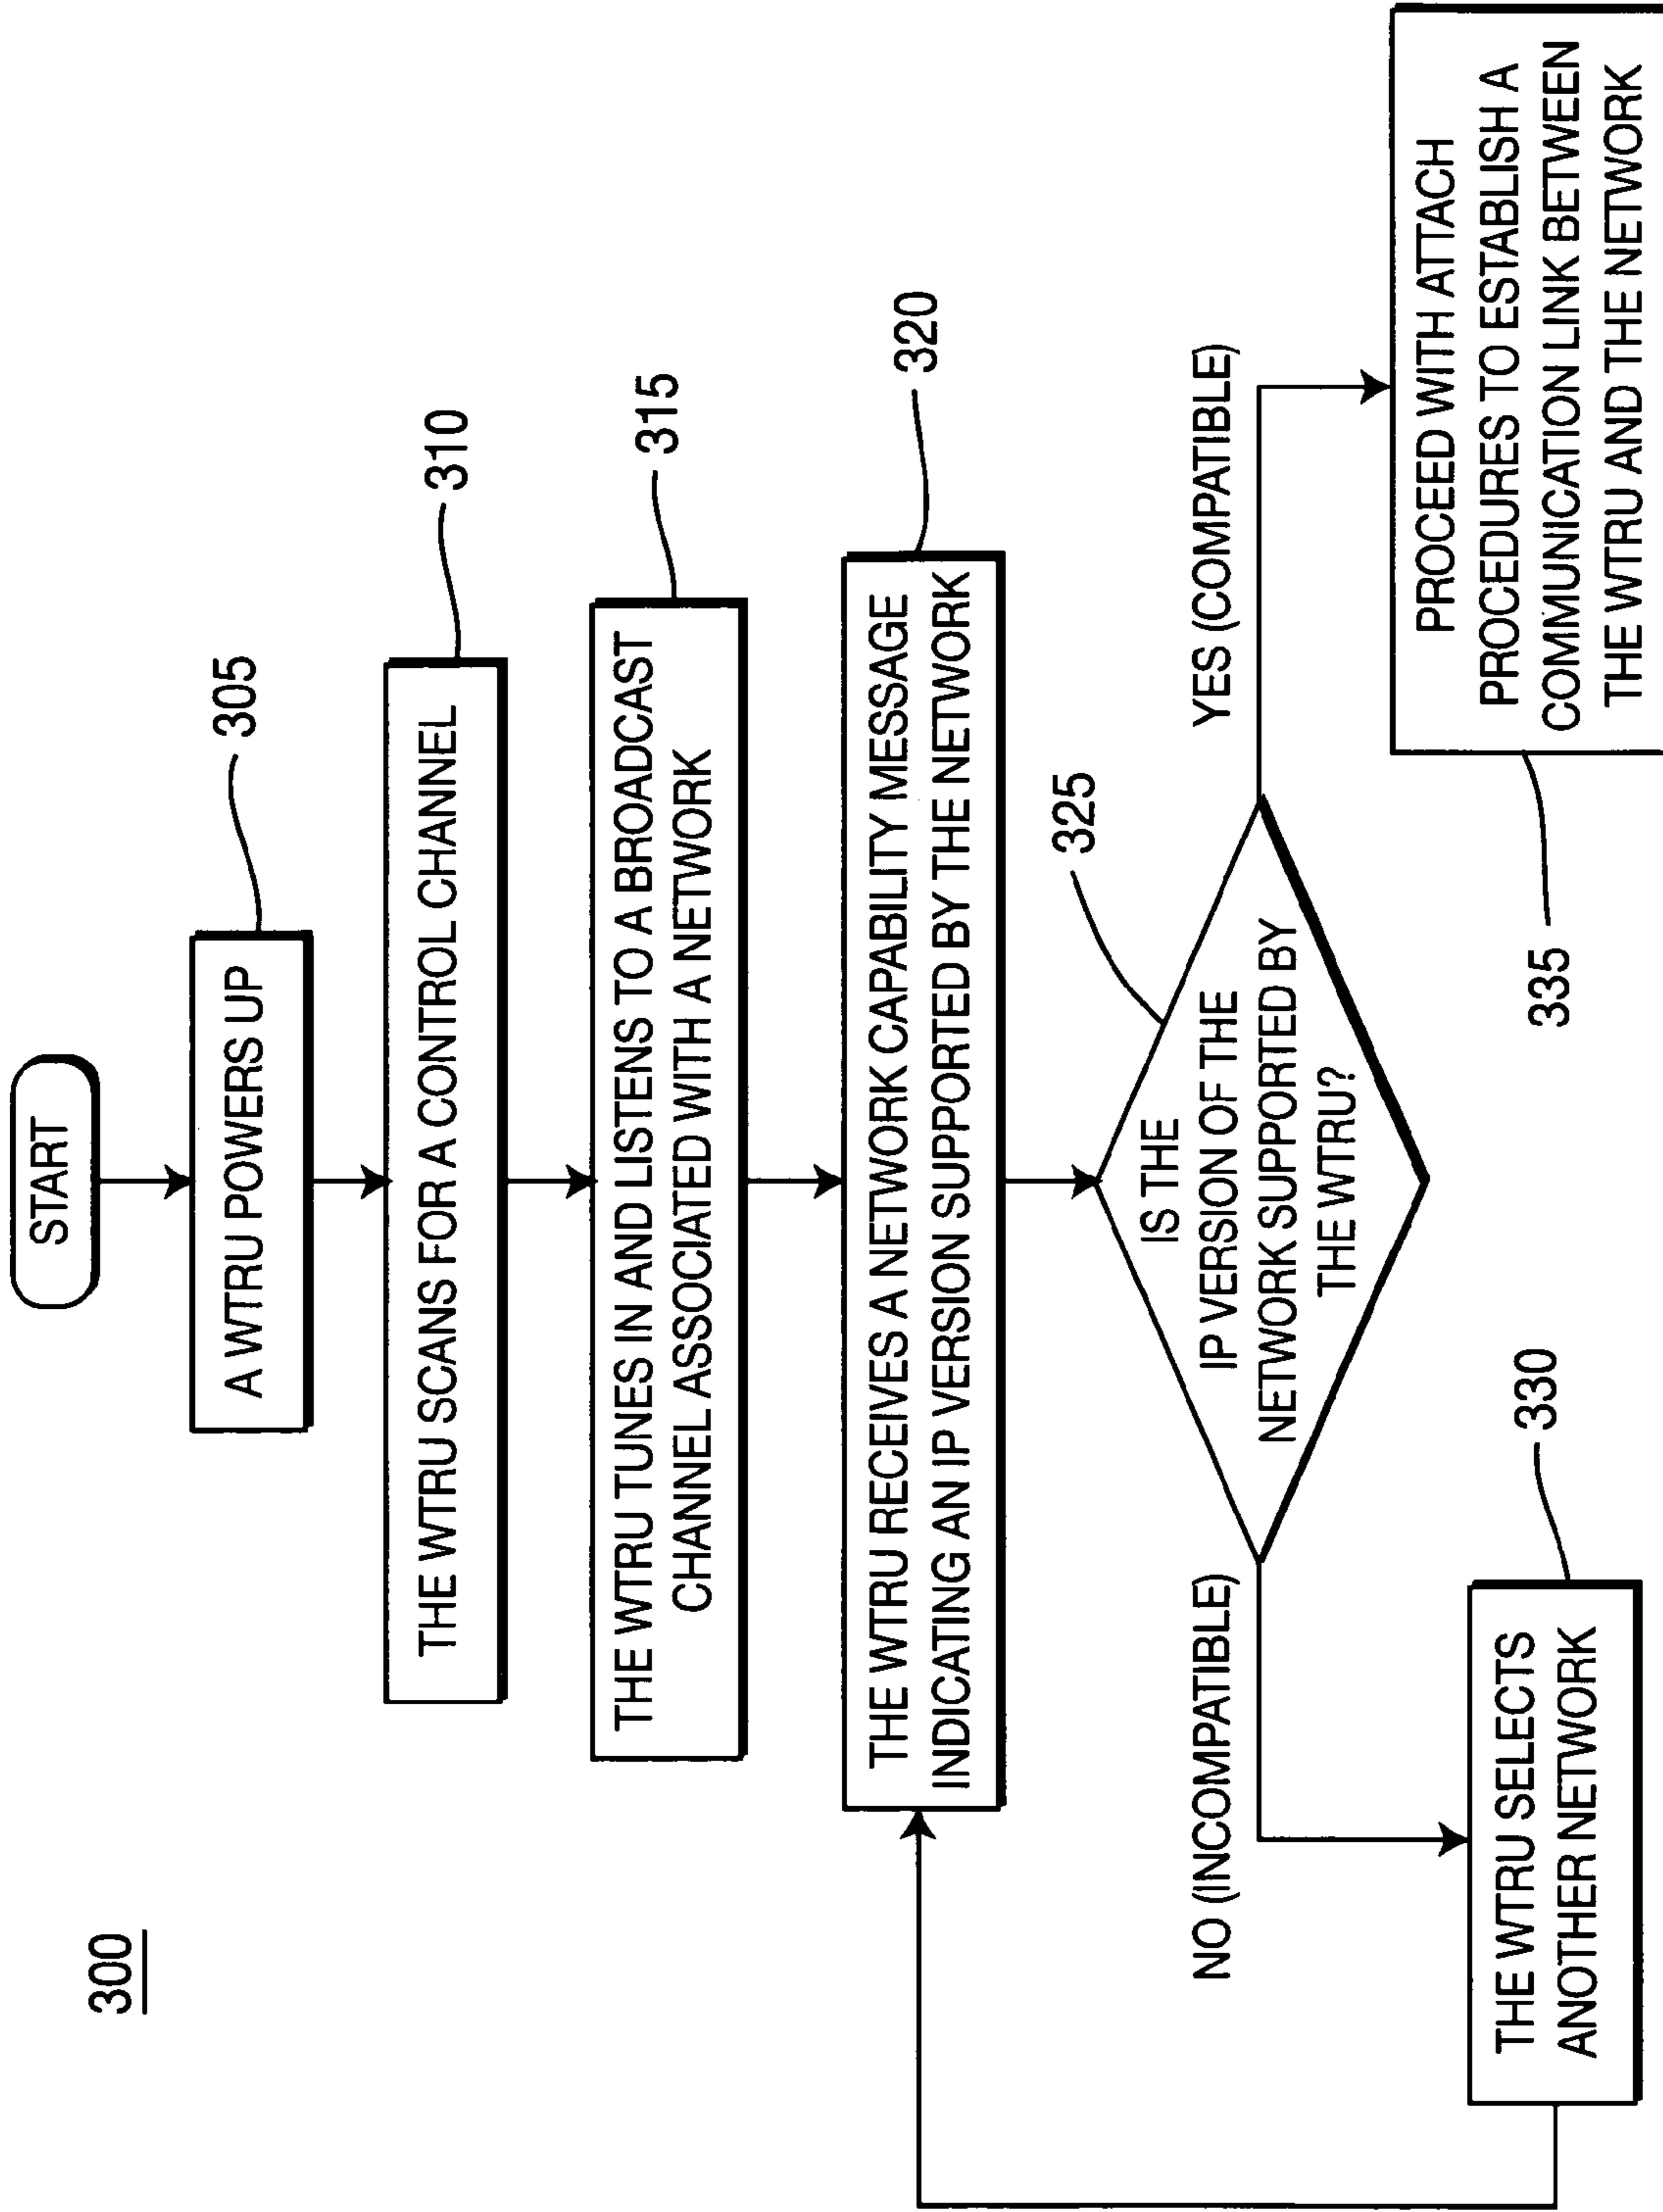 300
START
A WTRU POWERS UP
305
THE WTRU SCANS FOR A CONTROL CHANNEL
310
THE WTRU TUNES IN AND LISTENS TO A BROADCAST
CHANNEL ASSOCIATED WITH A NETWORK
315
THE WTRU RECEIVES A NETWORK CAPABILITY MESSAGE
INDICATING AN IP VERSION SUPPORTED BY THE NETWORK
320
325
IS THE
IP VERSION OF THE
NETWORK SUPPORTED BY
THE WTRU?
NO (INCOMPATIBLE)
YES (COMPATIBLE)
THE WTRU SELECTS
ANOTHER NETWORK
330
PROCEED WITH ATTACH
PROCEDURES TO ESTABLISH A
COMMUNICATION LINK BETWEEN
THE WTRU AND THE NETWORK
335